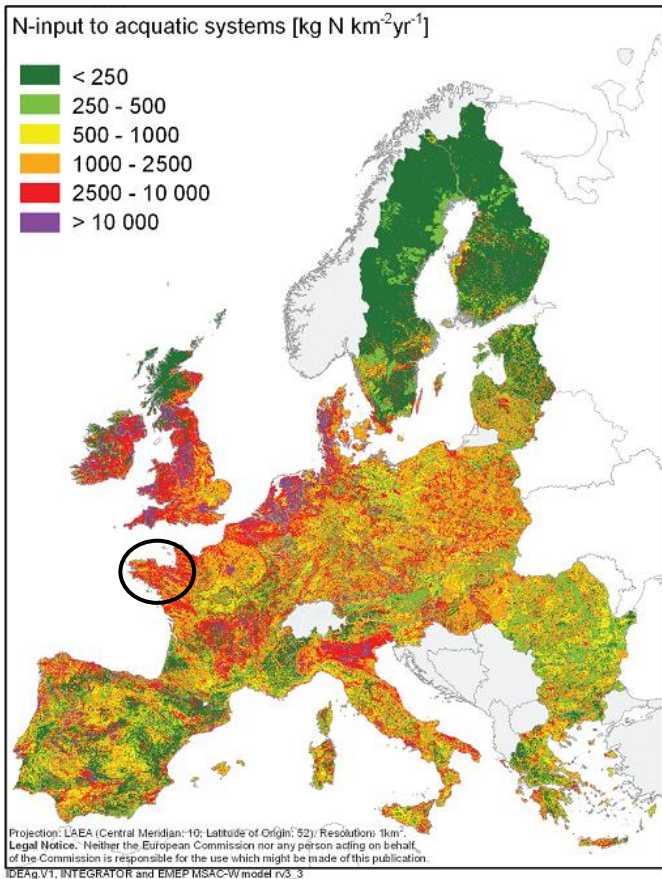 N-input to acquatic systems [kg N km⁻²yr⁻¹]
< 250
250 - 500
500 - 1000
1000 - 2500
2500 - 10 000
> 10 000
Projection: LAEA (Central Meridian: 10; Latitude of Origin: 52). Resolution: 1km².
Legal Notice. Neither the European Commission nor any person acting on behalf
of the Commission is responsible for the use which might be made of this publication.
IDEAg.V1, INTEGRATOR and EMEP MSAC-W model rv3_3